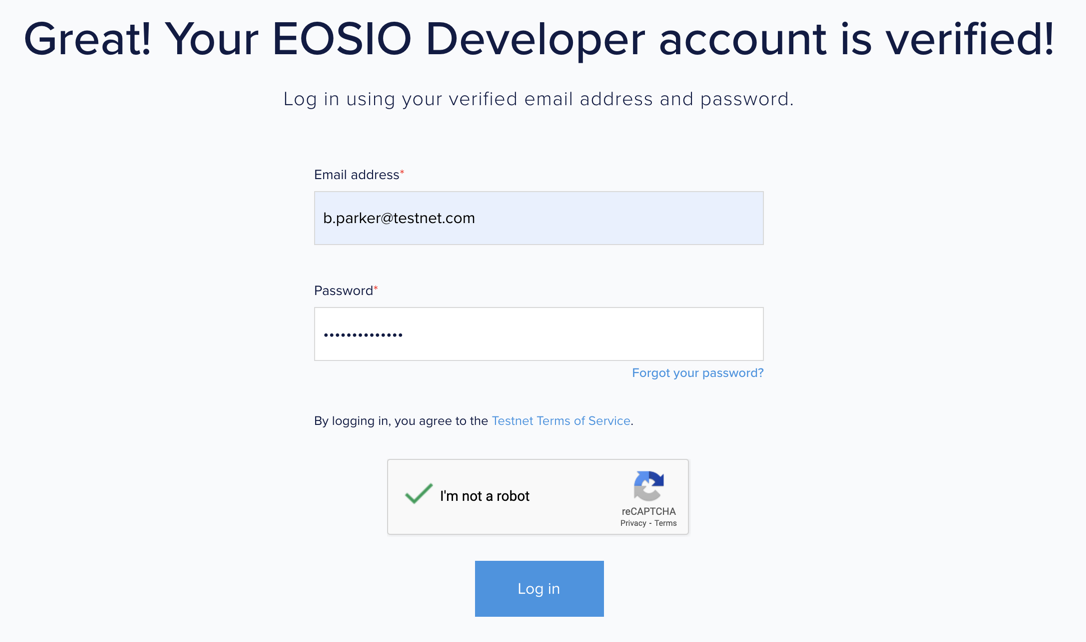 Great! Your EOSIO Developer account is verified!
Log in using your verified email address and password.
Email address*
b.parker@testnet.com
Password*
••••••••••••••
Forgot your password?
By logging in, you agree to the Testnet Terms of Service.
I'm not a robot
reCAPTCHA
Privacy - Terms
Log in